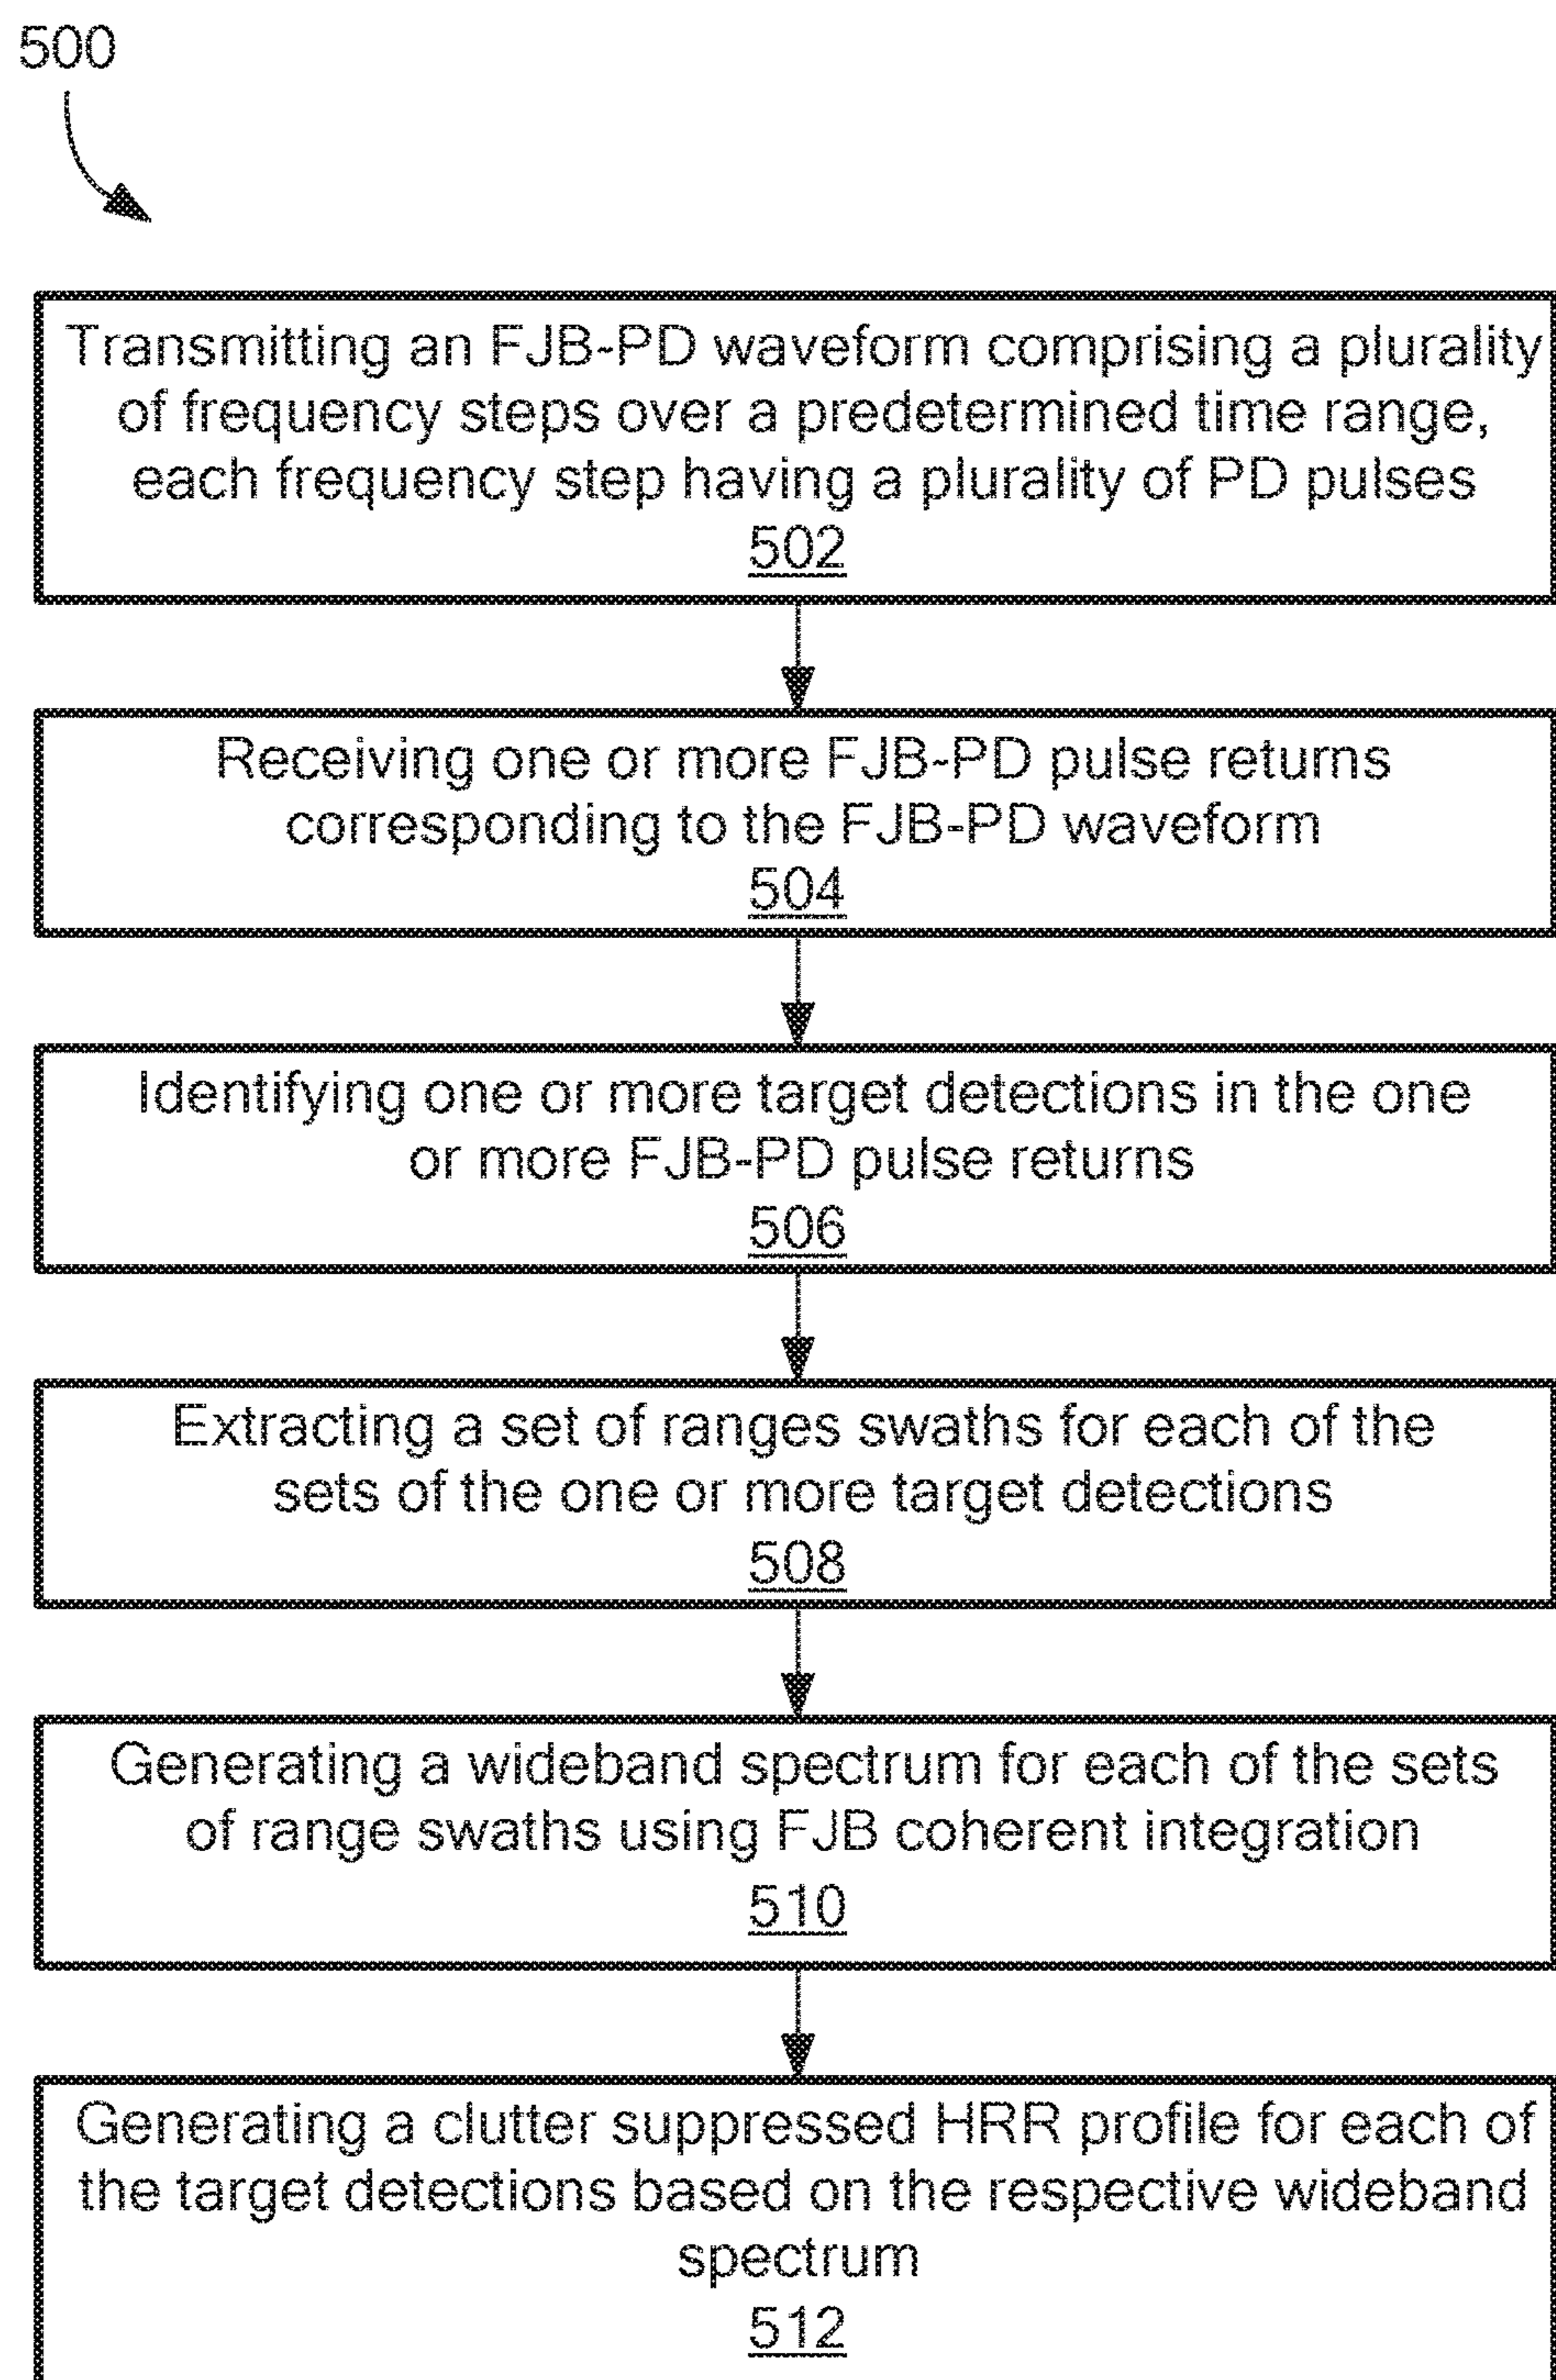 500
Transmitting an FJB-PD waveform comprising a plurality
of frequency steps over a predetermined time range,
each frequency step having a plurality of PD pulses
502
Receiving one or more FJB-PD pulse returns
corresponding to the FJB-PD waveform
504
Identifying one or more target detections in the one
or more FJB-PD pulse returns
506
Extracting a set of ranges swaths for each of the
sets of the one or more target detections
508
Generating a wideband spectrum for each of the sets
of range swaths using FJB coherent integration
510
Generating a clutter suppressed HRR profile for each of
the target detections based on the respective wideband
spectrum
512